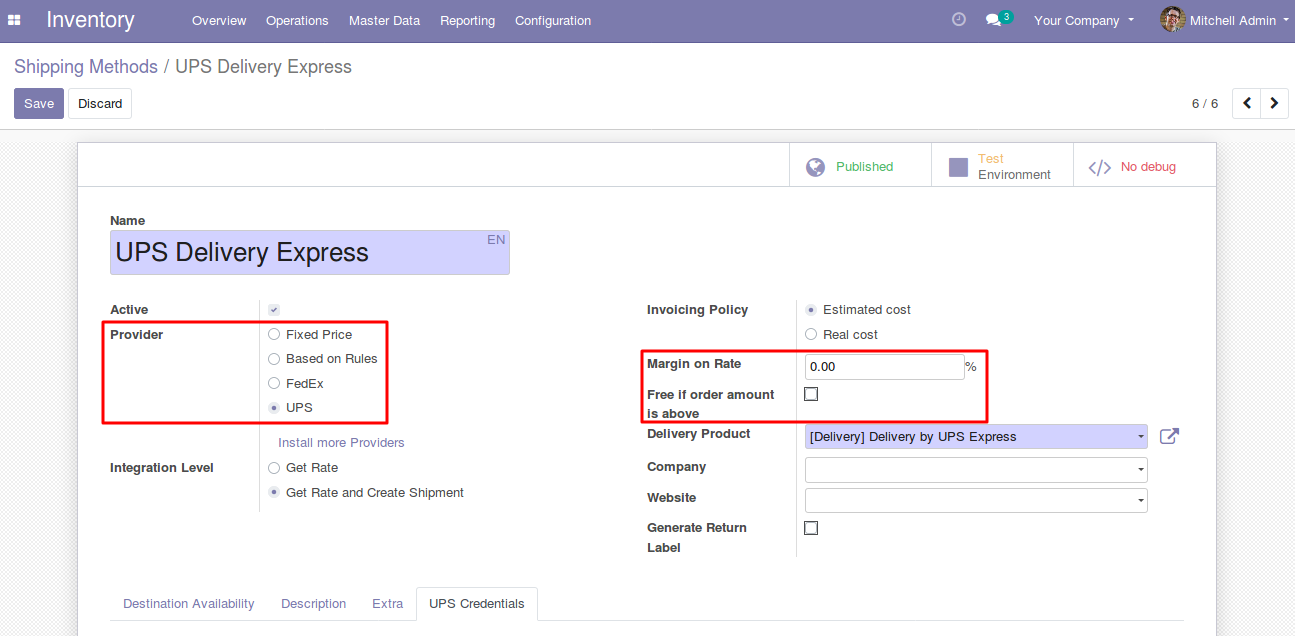 Inventory Overview Operations Master Data Reporting Configuration 3 Your Company Mitchell Admin
Shipping Methods / UPS Delivery Express
Save Discard 6 / 6
Published
Test
Environment
No debug
Name
UPS Delivery Express EN
Active
Provider
Fixed Price
Based on Rules
FedEx
UPS
Install more Providers
Integration Level
Get Rate
Get Rate and Create Shipment
Invoicing Policy
Estimated cost
Real cost
Margin on Rate 0.00 %
Free if order amount
is above
Delivery Product [Delivery] Delivery by UPS Express
Company
Website
Generate Return
Label
Destination Availability Description Extra UPS Credentials